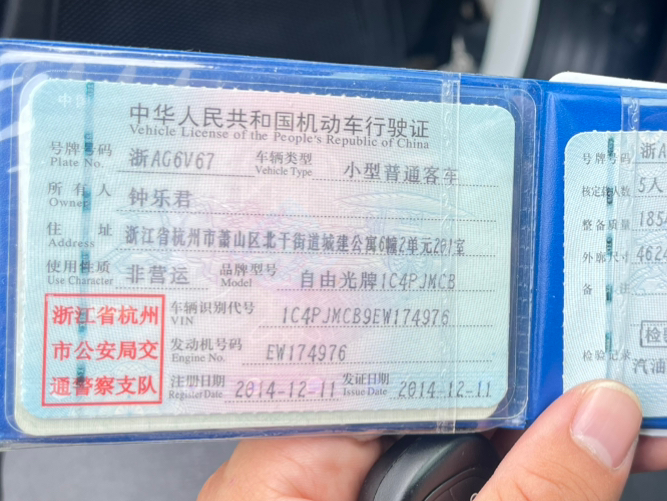 中华人民共和国机动车行驶证
Vehicle License of the People's Republic of China
号牌号码 浙AG6V67 车辆类型 小型普通客车
Plate No. Vehicle Type
所有人 钟乐君
Owner
住址 浙江省杭州市萧山区北干街道城建公寓6幢2单元201室
Address
使用性质 非营运 品牌型号 自由光牌1C4PJMCB
Use Character Model
浙江省杭州市公安局交通警察支队
车辆识别代号 1C4PJMCB9EW174976
VIN
发动机号码 EW174976
Engine No.
注册日期 2014-12-11 发证日期 2014-12-11
Register Date Issue Date
号牌号码 浙A
核定载人数 5人
整备质量 185
外廓尺寸 4624
备注
检验记录
汽油